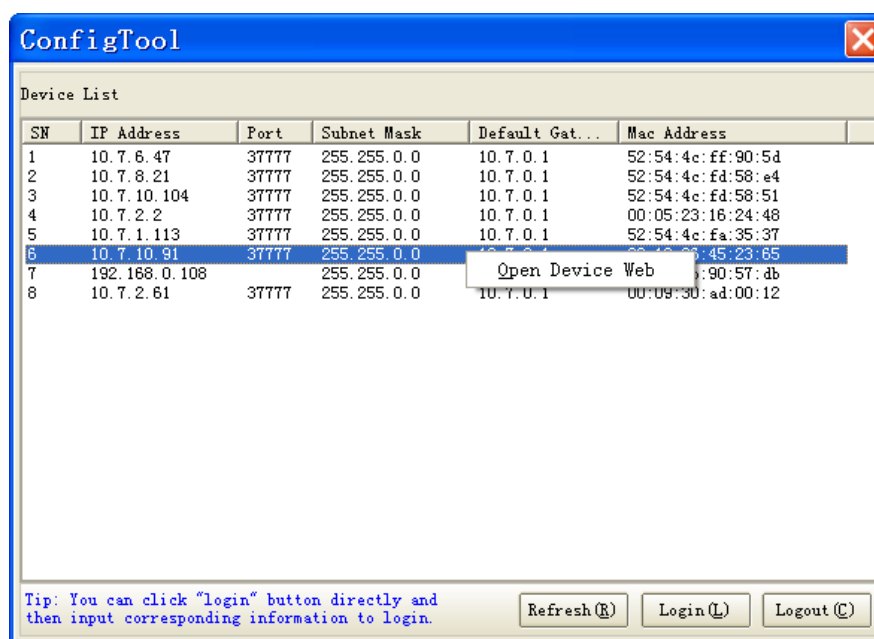 ConfigTool
Device List
SN IP Address Port Subnet Mask Default Gat... Mac Address
1 10.7.6.47 37777 255.255.0.0 10.7.0.1 52:54:4c:ff:90:5d
2 10.7.8.21 37777 255.255.0.0 10.7.0.1 52:54:4c:fd:58:e4
3 10.7.10.104 37777 255.255.0.0 10.7.0.1 52:54:4c:fd:58:51
4 10.7.2.2 37777 255.255.0.0 10.7.0.1 00:05:23:16:24:48
5 10.7.1.113 37777 255.255.0.0 10.7.0.1 52:54:4c:fa:35:37
6 10.7.10.91 37777 255.255.0.0 :45:23:65
Open Device Web
7 192.168.0.108 255.255.0.0 :90:57:db
8 10.7.2.61 37777 255.255.0.0 10.7.0.1 00:09:30:ad:00:12
Tip: You can click "login" button directly and
then input corresponding information to login.
Refresh(R) Login(L) Logout(C)